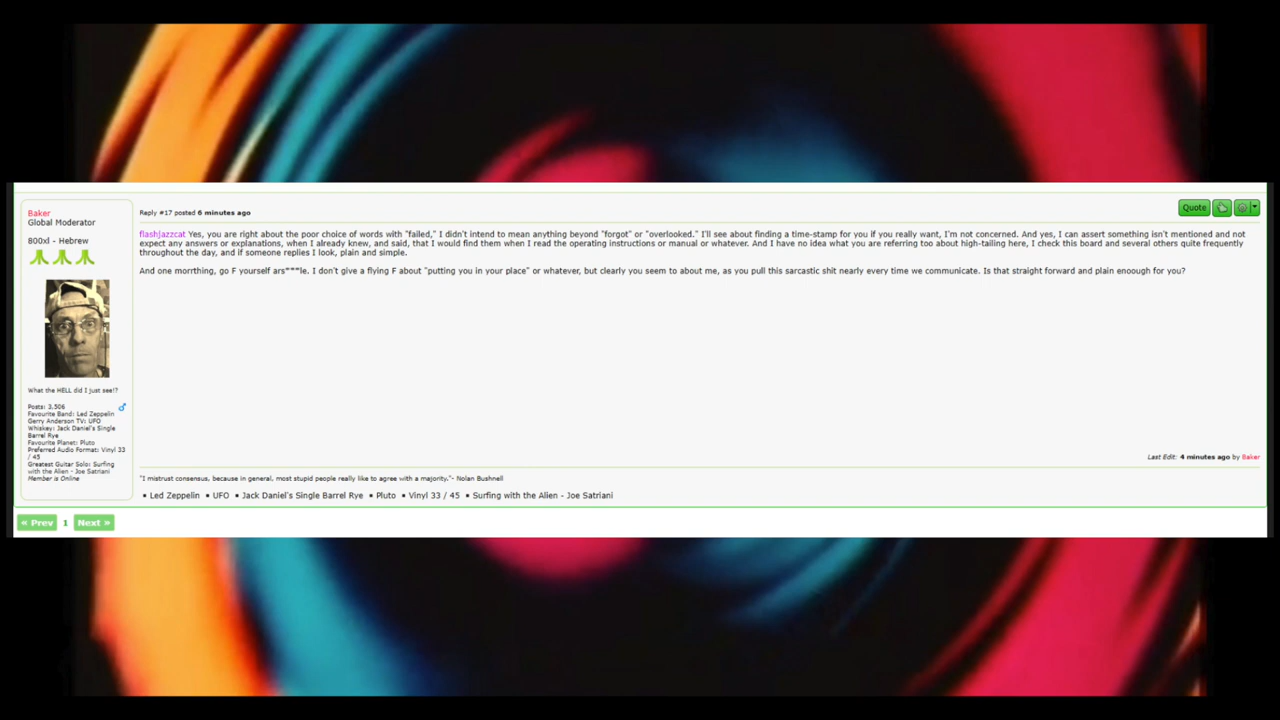 Baker
Global Moderator
800xl - Hebrew
What the HELL did I just see!?
Posts: 3,506
Favourite Band: Led Zeppelin
Gerry Anderson TV: UFO
Whiskey: Jack Daniel's Single
Barrel Rye
Favourite Planet: Pluto
Preferred Audio Format: Vinyl 33
/ 45
Greatest Guitar Solo: Surfing
with the Alien - Joe Satriani
Member is Online
Reply #17 posted 6 minutes ago
Quote
flashjazzcat Yes, you are right about the poor choice of words with "failed," I didn't intend to mean anything beyond "forgot" or "overlooked." I'll see about finding a time-stamp for you if you really want, I'm not concerned. And yes, I can assert something isn't mentioned and not
expect any answers or explanations, when I already knew, and said, that I would find them when I read the operating instructions or manual or whatever. And I have no idea what you are referring too about high-tailing here, I check this board and several others quite frequently
throughout the day, and if someone replies I look, plain and simple.
And one morrthing, go F yourself ars***le. I don't give a flying F about "putting you in your place" or whatever, but clearly you seem to about me, as you pull this sarcastic shit nearly every time we communicate. Is that straight forward and plain enoough for you?
Last Edit: 4 minutes ago by Baker
"I mistrust consensus, because in general, most stupid people really like to agree with a majority."- Nolan Bushnell
▪ Led Zeppelin ▪ UFO ▪ Jack Daniel's Single Barrel Rye ▪ Pluto ▪ Vinyl 33 / 45 ▪ Surfing with the Alien - Joe Satriani
« Prev 1 Next »